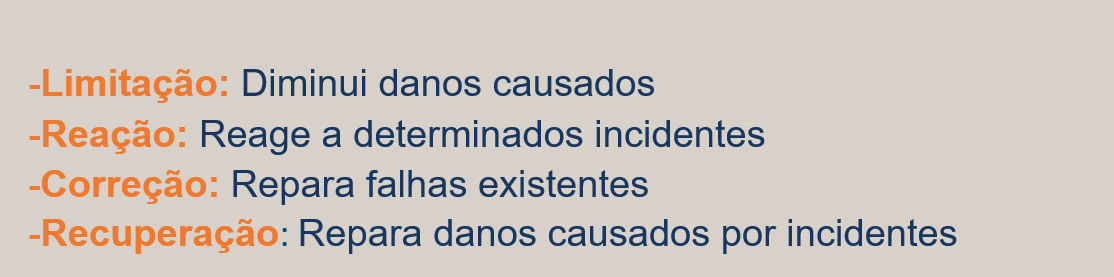 -Limitação: Diminui danos causados
-Reação: Reage a determinados incidentes
-Correção: Repara falhas existentes
-Recuperação: Repara danos causados por incidentes